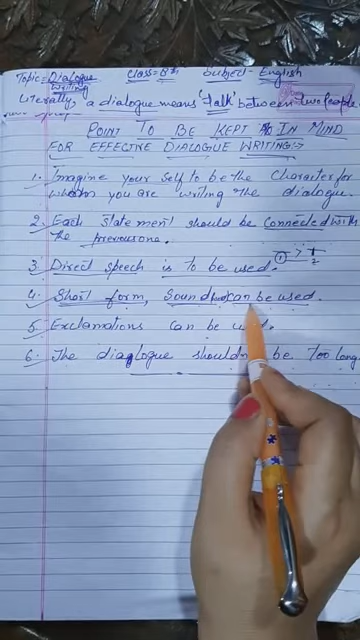 Topic:- Dialogue Writing Class = 8th Subject - English
Literally, a dialogue means 'talk' between two people
POINT TO BE KEPT IN MIND
FOR EFFECTIVE DIALOGUE WRITING:-
1. Imagine your self to be the Character for
whom you are writing the dialogue.
2. Each statement should be connected with
the previous one.
3. Direct speech is to be used.
4. Short form, Sound can be used.
5. Exclamations can be used.
6. The dialogue shouldn be too long